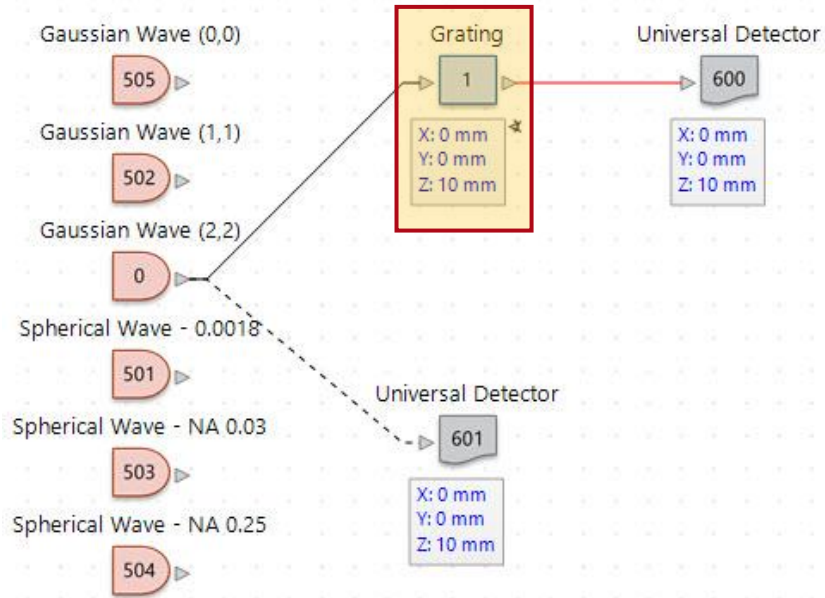 Gaussian Wave (0,0)
505
Grating
1
X: 0 mm
Y: 0 mm
Z: 10 mm
Universal Detector
600
X: 0 mm
Y: 0 mm
Z: 10 mm
Gaussian Wave (1,1)
502
Gaussian Wave (2,2)
0
Spherical Wave - 0.0018
501
Universal Detector
601
X: 0 mm
Y: 0 mm
Z: 10 mm
Spherical Wave - NA 0.03
503
Spherical Wave - NA 0.25
504